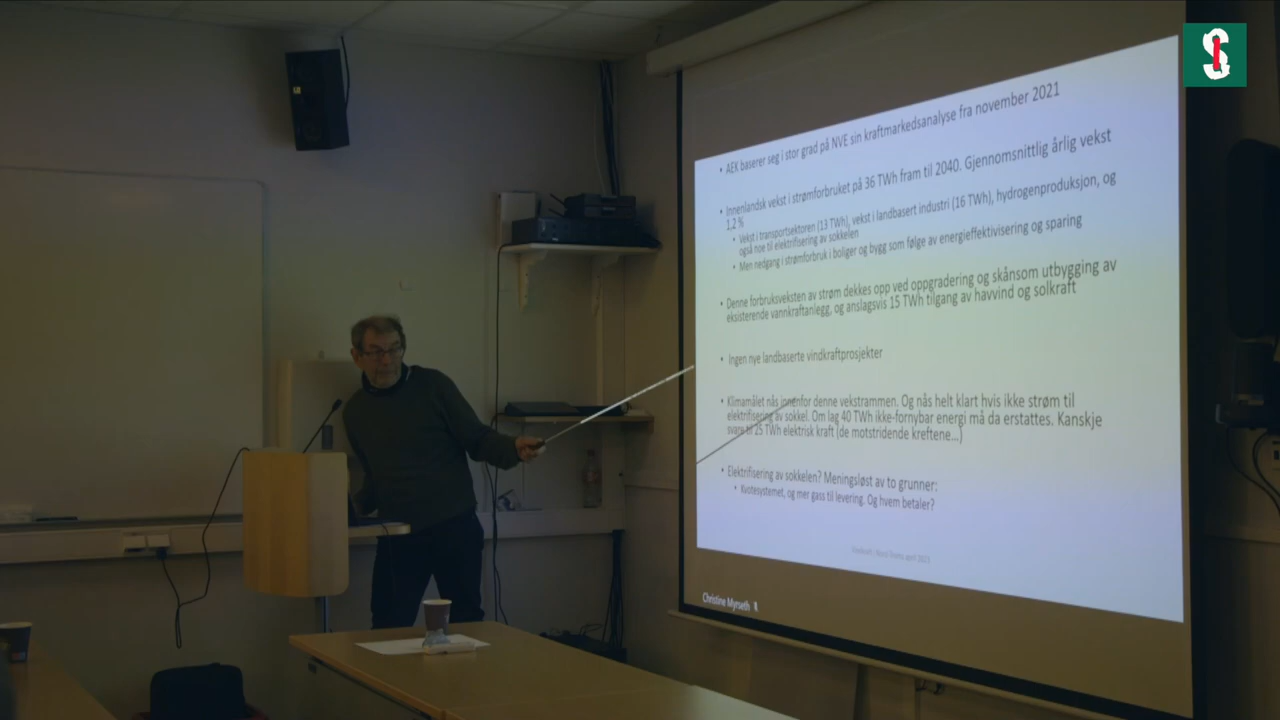 • AEK baserer seg i stor grad på NVE sin kraftmarkedsanalyse fra november 2021
• Innenlandsk vekst i strømforbruket på 36 TWh fram til 2040. Gjennomsnittlig årlig vekst
1,2 %
• Vekst i transportsektoren (13 TWh), vekst i landbasert industri (16 TWh), hydrogenproduksjon, og
også noe til elektrifisering av sokkelen
• Men nedgang i strømforbruk i boliger og bygg som følge av energieffektivisering og sparing
• Denne forbruksveksten av strøm dekkes opp ved oppgradering og skånsom utbygging av
eksisterende vannkraftanlegg, og anslagsvis 15 TWh tilgang av havvind og solkraft
• Ingen nye landbaserte vindkraftprosjekter
• Klimamålet nås innenfor denne vekstrammen. Og nås helt klart hvis ikke strøm til
elektrifisering av sokkel. Om lag 40 TWh ikke-fornybar energi må da erstattes. Kanskje
svare til 25 TWh elektrisk kraft (de motstridende kreftene...)
• Elektrifisering av sokkelen? Meningsløst av to grunner:
• Kvotesystemet, og mer gass til levering. Og hvem betaler?
april 2023
Christine Myrseth